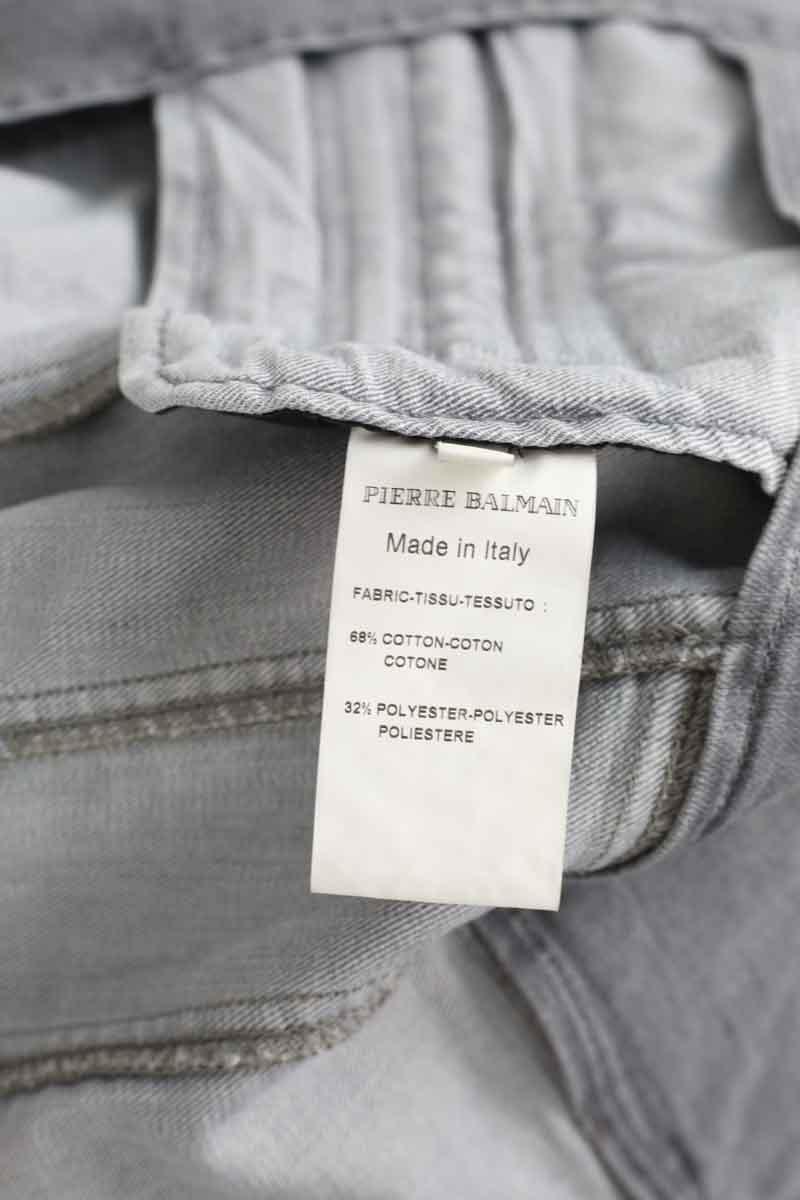 PIERRE BALMAIN
Made in Italy
FABRIC-TISSU-TESSUTO :
68% COTTON-COTON
COTONE
32% POLYESTER-POLYESTER
POLIESTERE